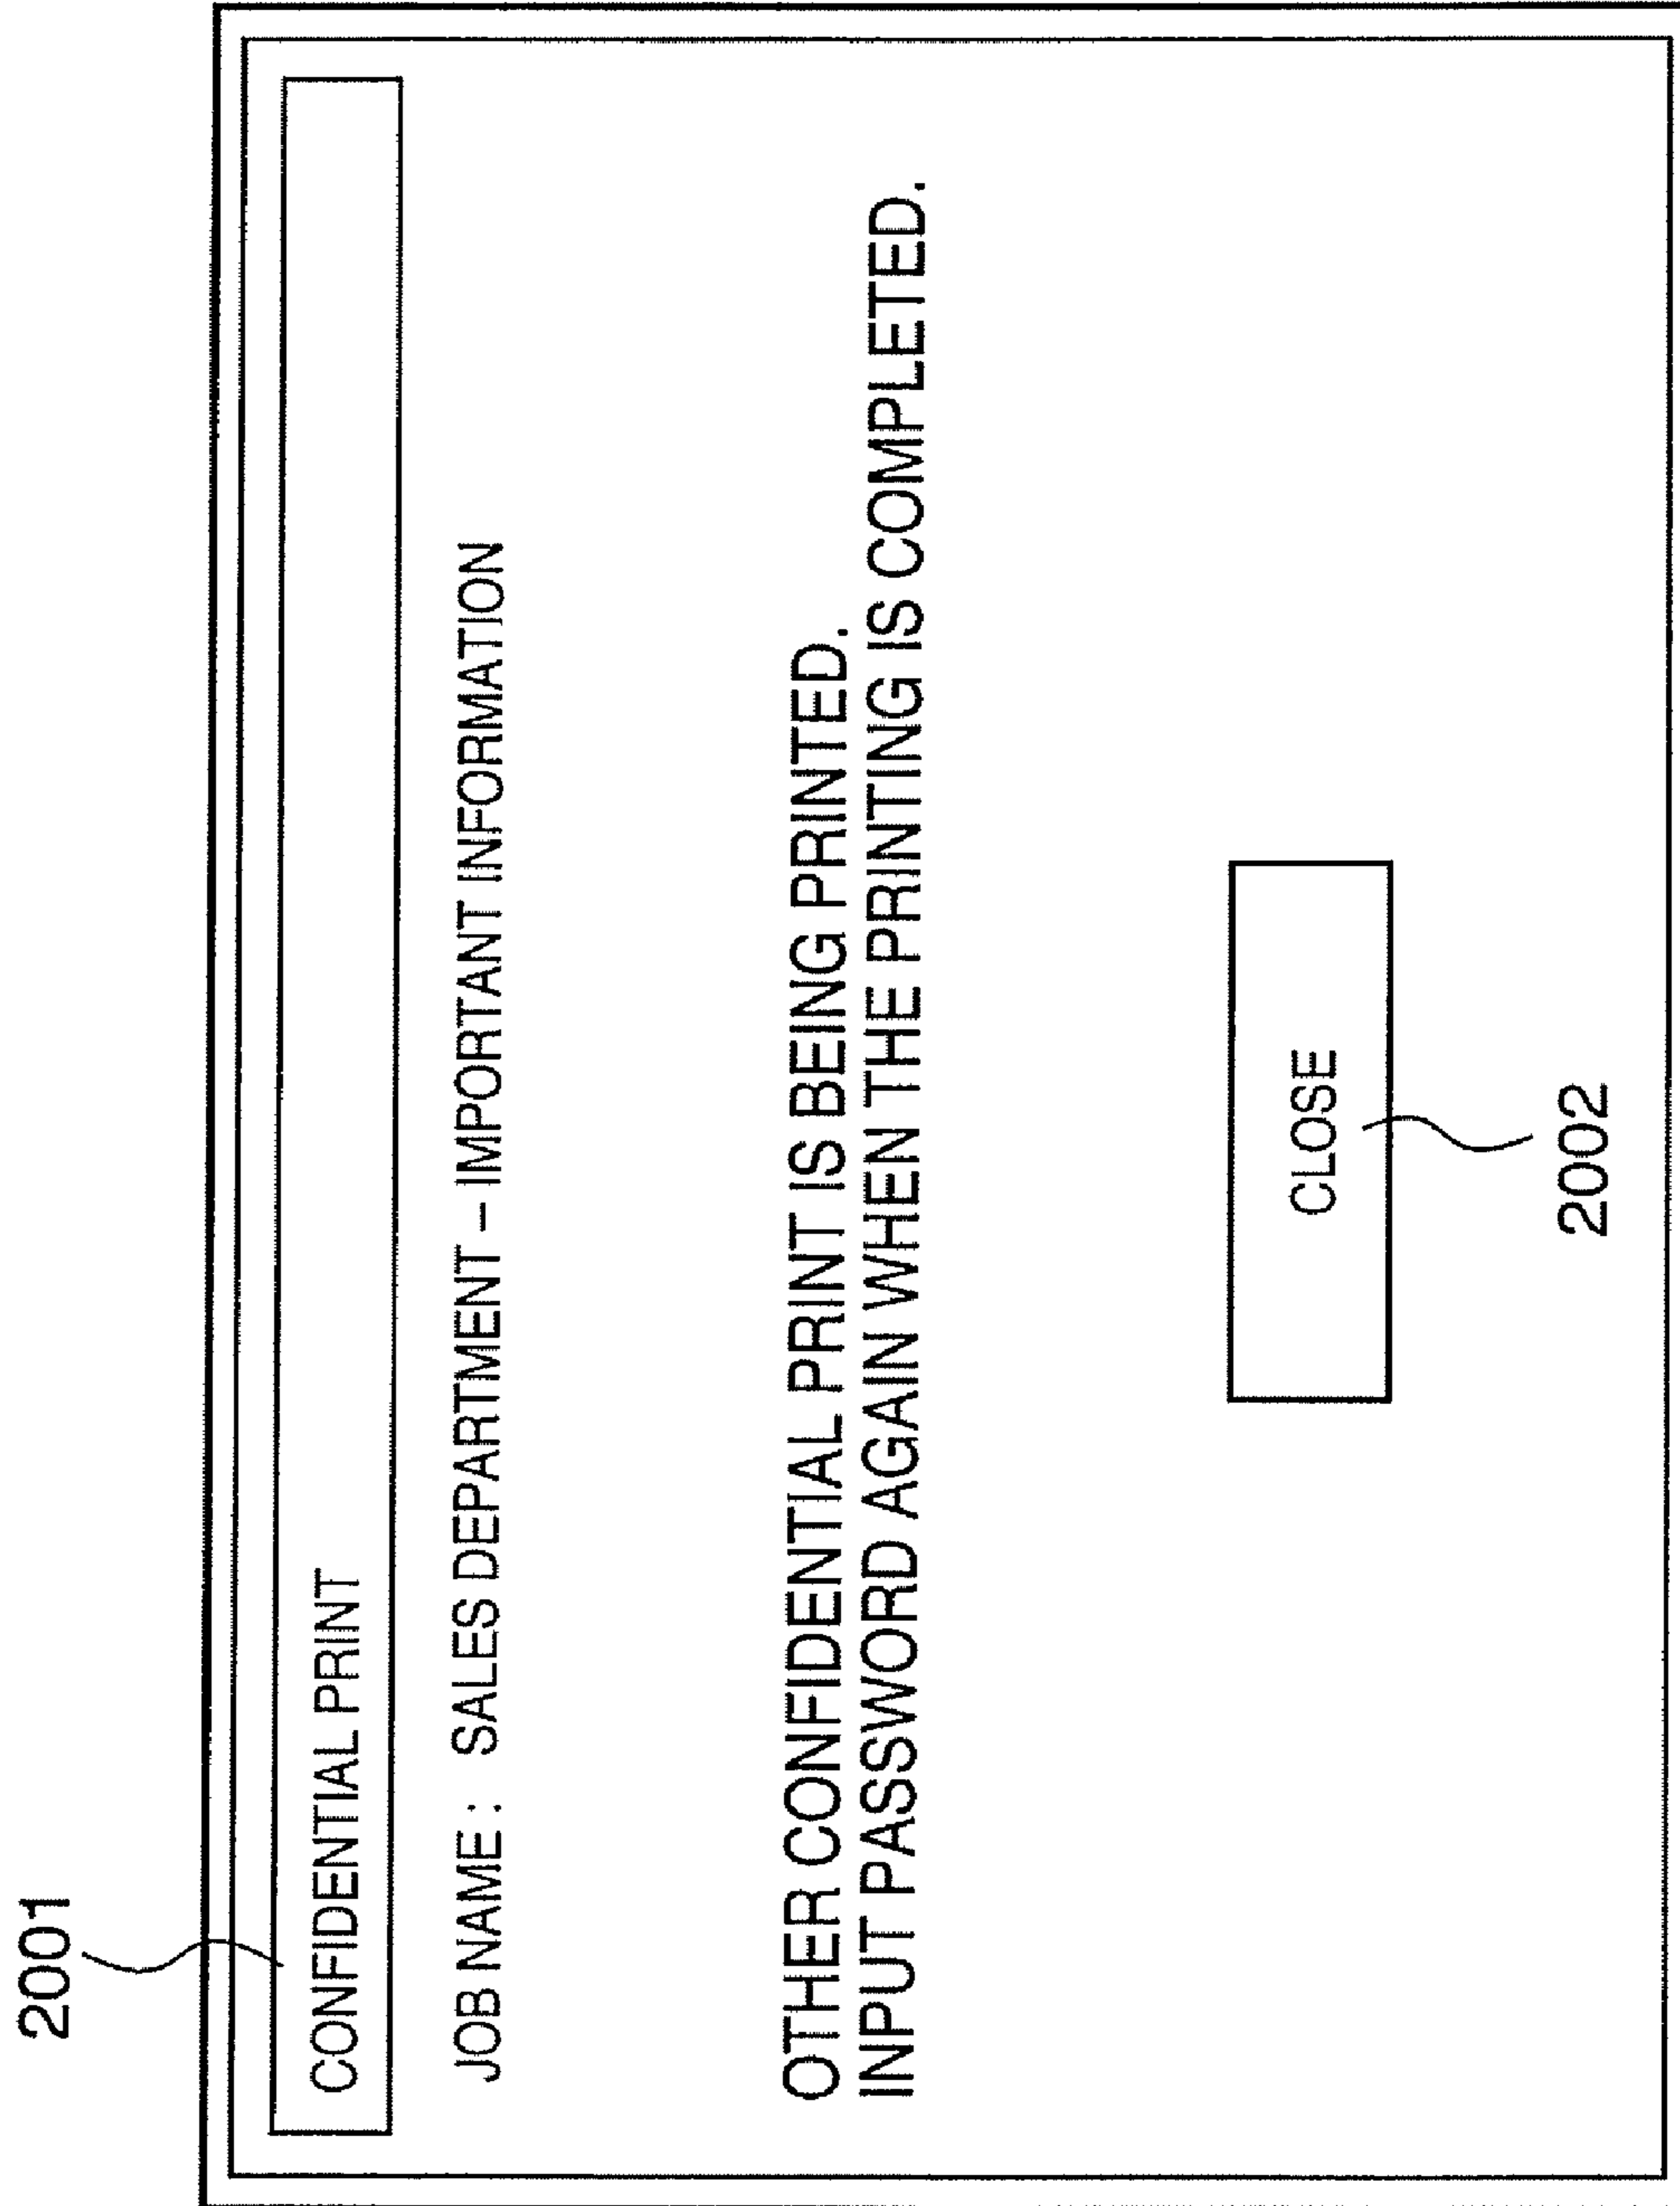 2001
CONFIDENTIAL PRINT
JOB NAME : SALES DEPARTMENT – IMPORTANT INFORMATION
OTHER CONFIDENTIAL PRINT IS BEING PRINTED.
INPUT PASSWORD AGAIN WHEN THE PRINTING IS COMPLETED.
CLOSE
2002